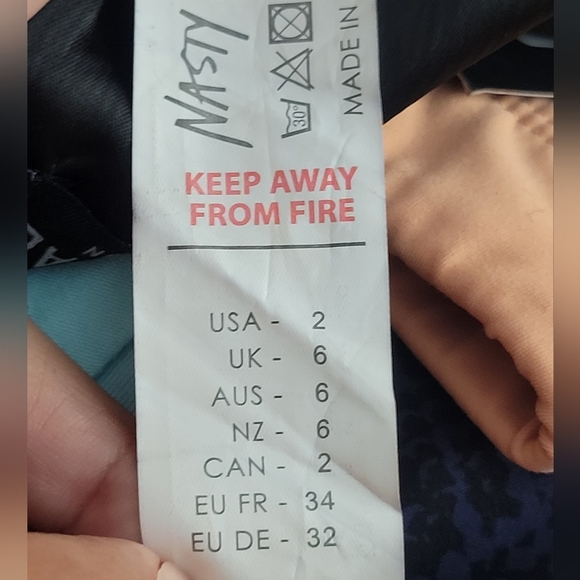 NASTY
30°
MADE IN
KEEP AWAY
FROM FIRE
USA - 2
UK - 6
AUS - 6
NZ - 6
CAN - 2
EU FR - 34
EU DE - 32